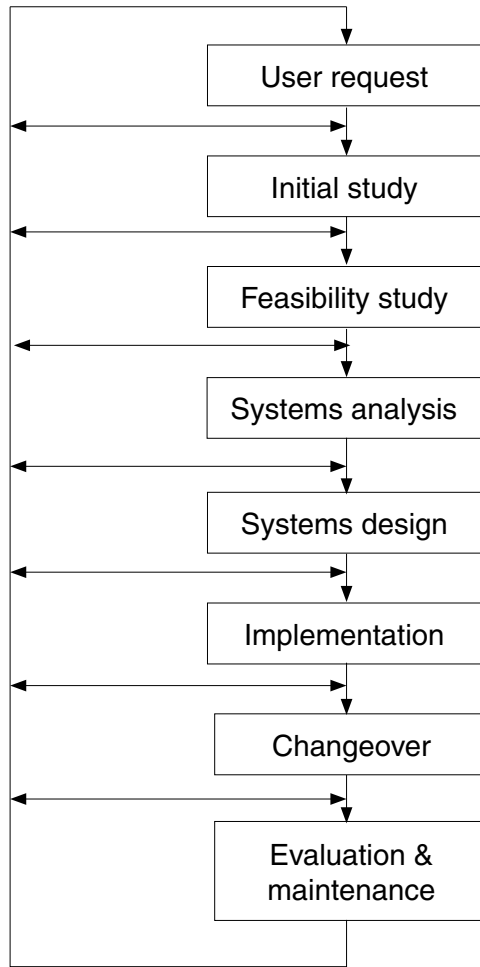 User request
Initial study
Feasibility study
Systems analysis
Systems design
Implementation
Changeover
Evaluation &
maintenance